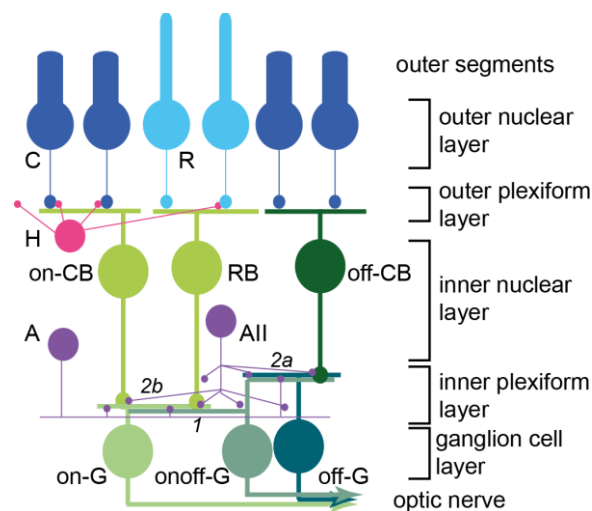 outer segments
outer nuclear
layer
C
R
outer plexiform
layer
H
on-CB
RB
off-CB
inner nuclear
layer
A
AII
2a
2b
1
inner plexiform
layer
ganglion cell
layer
on-G
onoff-G
off-G
optic nerve